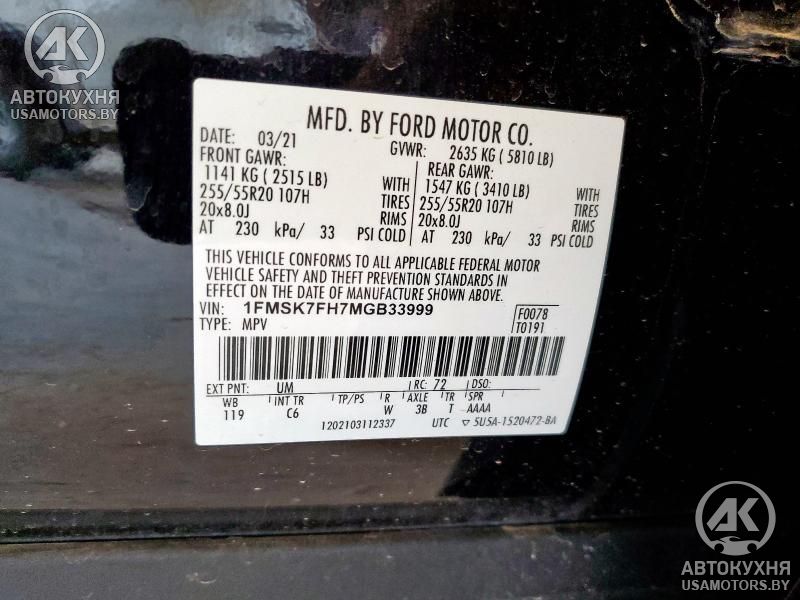 АК
АВТОКУХНЯ
USAMOTORS.BY
MFD. BY FORD MOTOR CO.
DATE: 03/21 GVWR: 2635 KG ( 5810 LB)
FRONT GAWR: REAR GAWR:
1141 KG ( 2515 LB) WITH 1547 KG ( 3410 LB) WITH
255/55R20 107H TIRES 255/55R20 107H TIRES
20x8.0J RIMS 20x8.0J RIMS
AT 230 kPa/ 33 PSI COLD AT 230 kPa/ 33 PSI COLD
THIS VEHICLE CONFORMS TO ALL APPLICABLE FEDERAL MOTOR
VEHICLE SAFETY AND THEFT PREVENTION STANDARDS IN
EFFECT ON THE DATE OF MANUFACTURE SHOWN ABOVE.
VIN: 1FMSK7FH7MGB33999 F0078
TYPE: MPV T0191
EXT PNT: UM RC: 72 DSO:
WB INT TR TP/PS R AXLE TR SPR
119 C6 W 3B T AAAA
1202103112337 UTC ▽ 5U5A-1520472-BA
АК
АВТОКУХНЯ
USAMOTORS.BY